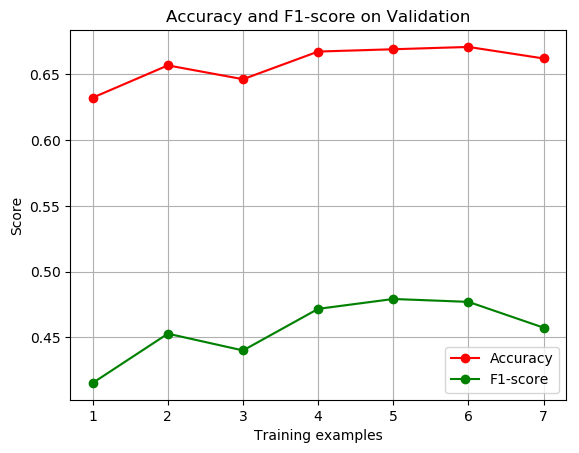 Accuracy and F1-score on Validation
Score
0.65
0.60
0.55
0.50
0.45
1 2 3 4 5 6 7
Training examples
Accuracy
F1-score